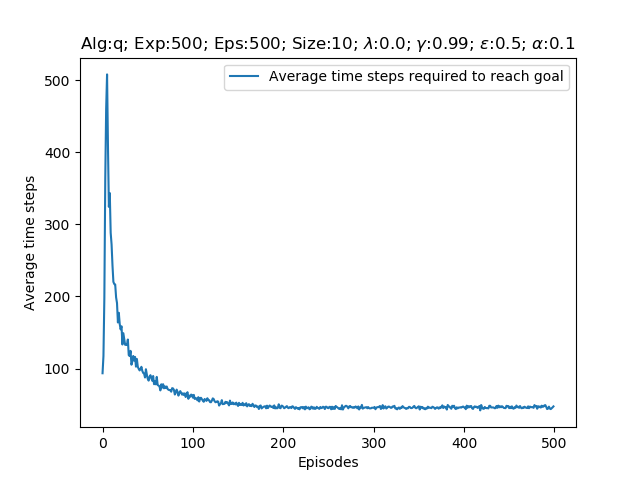 Alg:q; Exp:500; Eps:500; Size:10; λ:0.0; γ:0.99; ε:0.5; α:0.1
Average time steps required to reach goal
Average time steps
500
400
300
200
100
0
100
200
300
400
500
Episodes